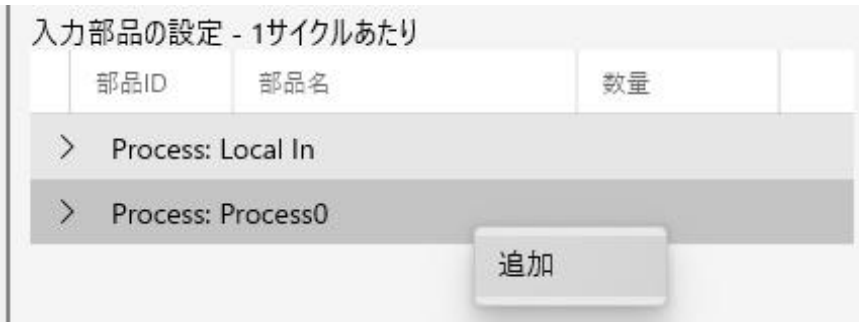 入力部品の設定 - 1サイクルあたり
部品ID 部品名 数量
Process: Local In
Process: Process0
追加